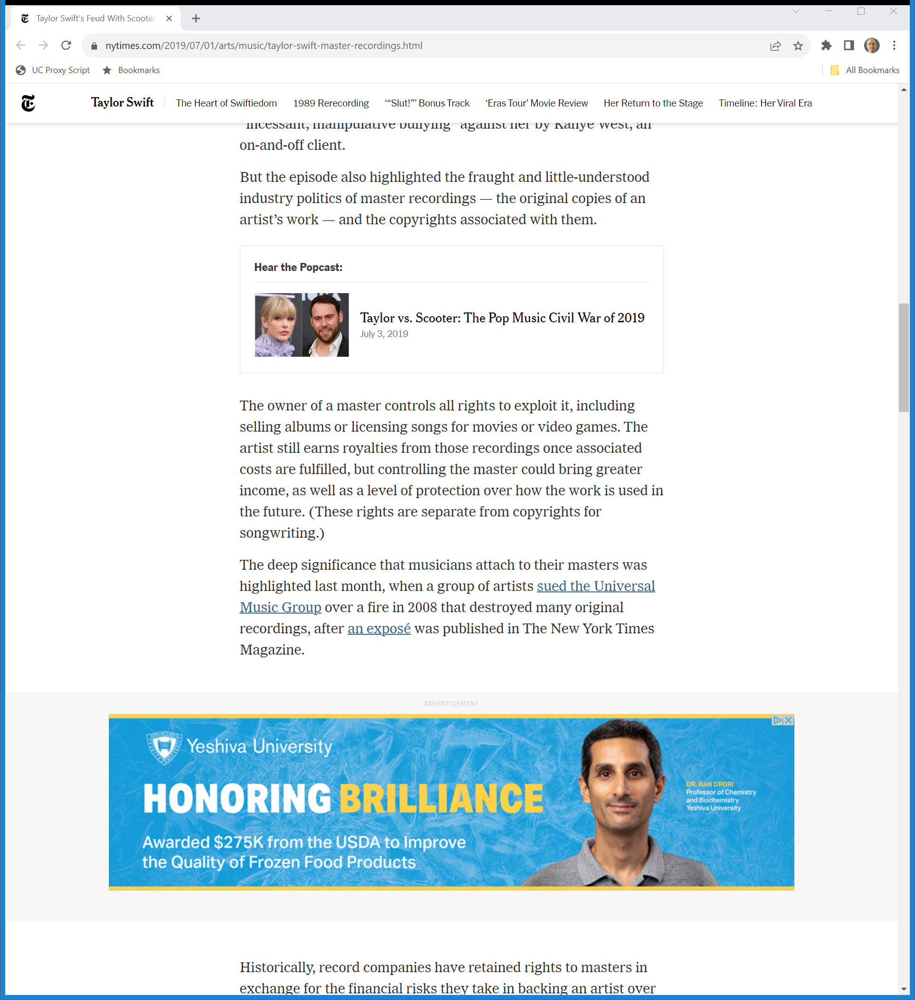 Taylor Swift's Feud With Scooter
nytimes.com/2019/07/01/arts/music/taylor-swift-master-recordings.html
UC Proxy Script
Bookmarks
All Bookmarks
Taylor Swift
The Heart of Swiftiedom
1989 Rerecording
‘“Slut!”’ Bonus Track
‘Eras Tour’ Movie Review
Her Return to the Stage
Timeline: Her Viral Era
“incessant, manipulative bullying” against her by Kanye West, an
on-and-off client.
But the episode also highlighted the fraught and little-understood
industry politics of master recordings — the original copies of an
artist’s work — and the copyrights associated with them.
Hear the Popcast:
Taylor vs. Scooter: The Pop Music Civil War of 2019
July 3, 2019
The owner of a master controls all rights to exploit it, including
selling albums or licensing songs for movies or video games. The
artist still earns royalties from those recordings once associated
costs are fulfilled, but controlling the master could bring greater
income, as well as a level of protection over how the work is used in
the future. (These rights are separate from copyrights for
songwriting.)
The deep significance that musicians attach to their masters was
highlighted last month, when a group of artists sued the Universal
Music Group over a fire in 2008 that destroyed many original
recordings, after an exposé was published in The New York Times
Magazine.
ADVERTISEMENT
Yeshiva University
HONORING BRILLIANCE
Awarded $275K from the USDA to Improve
the Quality of Frozen Food Products
DR. RAN DRORI
Professor of Chemistry
and Biochemistry
Yeshiva University
Historically, record companies have retained rights to masters in
exchange for the financial risks they take in backing an artist over